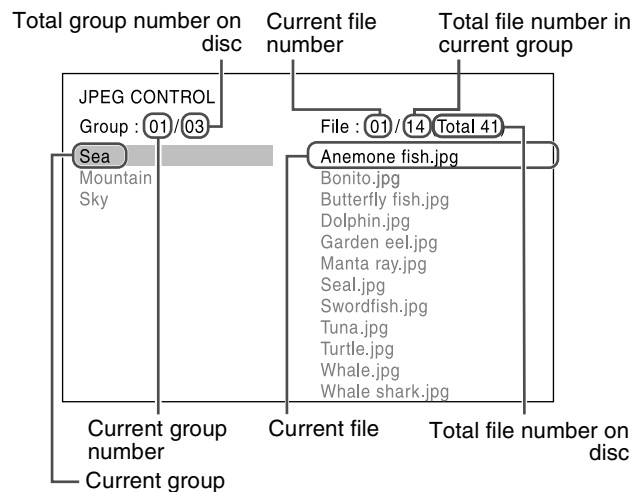 Total group number on
disc
Current file
number
Total file number in
current group
JPEG CONTROL
Group : 01/03
File : 01/14 (Total 41)
Sea
Mountain
Sky
Anemone fish.jpg
Bonito.jpg
Butterfly fish.jpg
Dolphin.jpg
Garden eel.jpg
Manta ray.jpg
Seal.jpg
Swordfish.jpg
Tuna.jpg
Turtle.jpg
Whale.jpg
Whale shark.jpg
Current group
number
Current file
Total file number on
disc
Current group